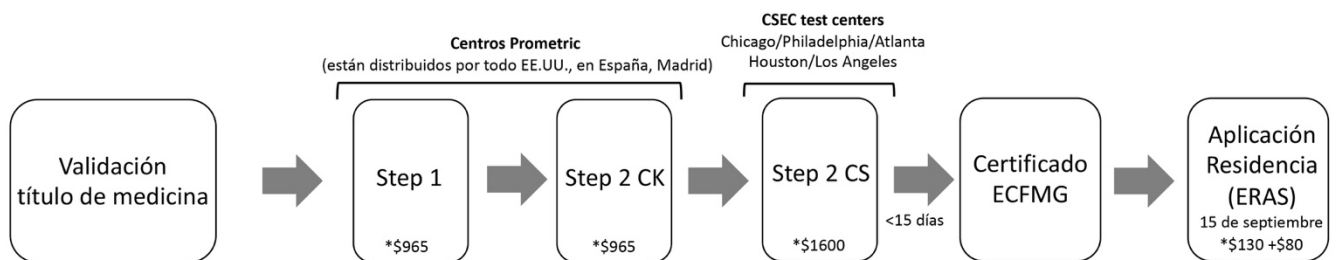 Centros Prometric
(están distribuidos por todo EE.UU., en España, Madrid)
CSEC test centers
Chicago/Philadelphia/Atlanta
Houston/Los Angeles
Validación
título de medicina
Step 1
*$965
Step 2 CK
*$965
Step 2 CS
*$1600
<15 días
Certificado
ECFMG
Aplicación
Residencia
(ERAS)
15 de septiembre
*$130 +$80